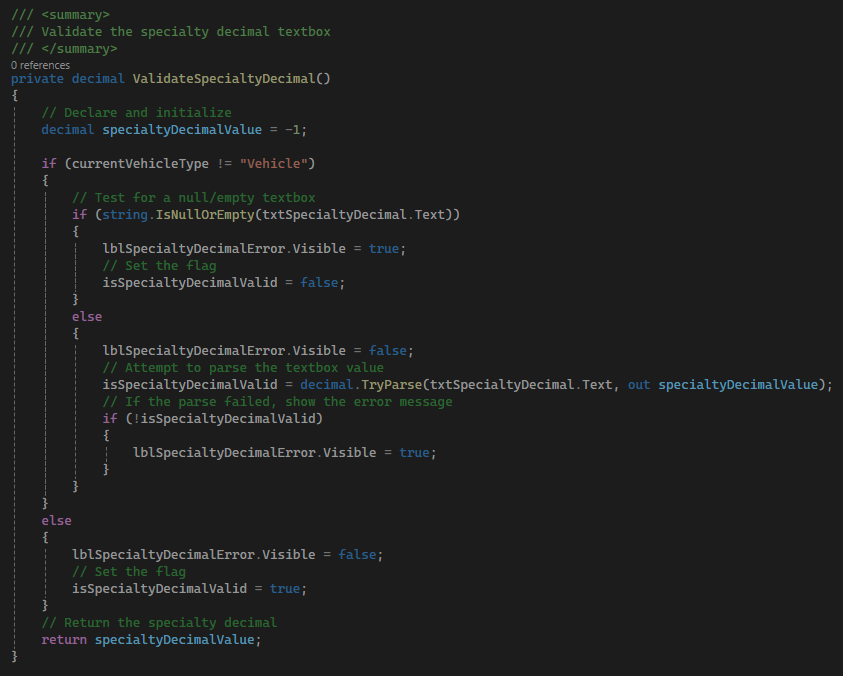 /// <summary>
/// Validate the specialty decimal textbox
/// </summary>
0 references
private decimal ValidateSpecialtyDecimal()
{
    // Declare and initialize
    decimal specialtyDecimalValue = -1;

    if (currentVehicleType != "Vehicle")
    {
        // Test for a null/empty textbox
        if (string.IsNullOrEmpty(txtSpecialtyDecimal.Text))
        {
            lblSpecialtyDecimalError.Visible = true;
            // Set the flag
            isSpecialtyDecimalValid = false;
        }
        else
        {
            lblSpecialtyDecimalError.Visible = false;
            // Attempt to parse the textbox value
            isSpecialtyDecimalValid = decimal.TryParse(txtSpecialtyDecimal.Text, out specialtyDecimalValue);
            // If the parse failed, show the error message
            if (!isSpecialtyDecimalValid)
            {
                lblSpecialtyDecimalError.Visible = true;
            }
        }
    }
    else
    {
        lblSpecialtyDecimalError.Visible = false;
        // Set the flag
        isSpecialtyDecimalValid = true;
    }
    // Return the specialty decimal
    return specialtyDecimalValue;
}